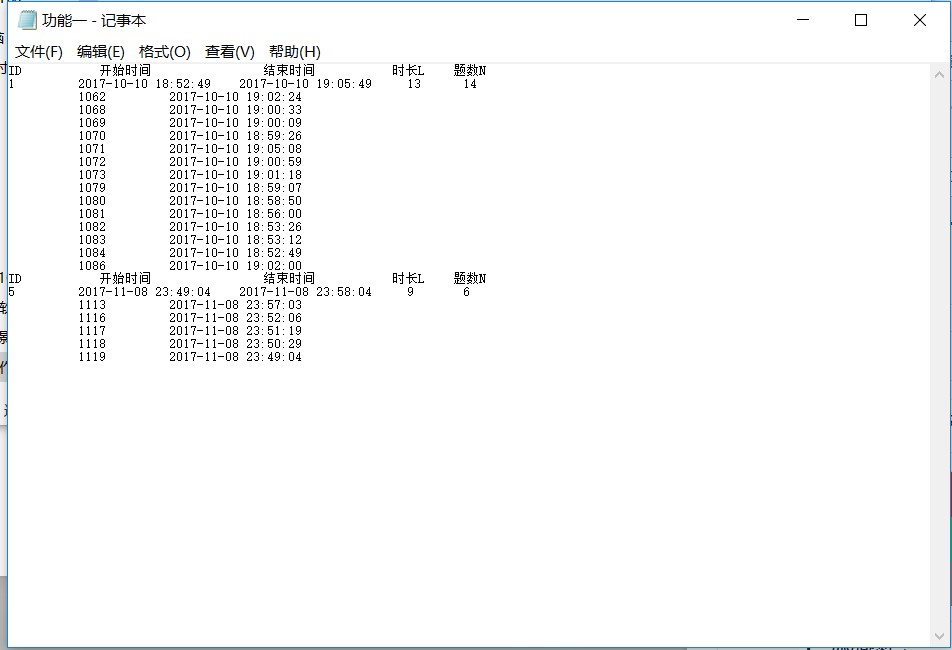 功能一 - 记事本
文件(F) 编辑(E) 格式(O) 查看(V) 帮助(H)
ID 开始时间 结束时间 时长L 题数N
1 2017-10-10 18:52:49 2017-10-10 19:05:49 13 14
1062 2017-10-10 19:02:24
1068 2017-10-10 19:00:33
1069 2017-10-10 19:00:09
1070 2017-10-10 18:59:26
1071 2017-10-10 19:05:08
1072 2017-10-10 19:00:59
1073 2017-10-10 19:01:18
1079 2017-10-10 18:59:07
1080 2017-10-10 18:58:50
1081 2017-10-10 18:56:00
1082 2017-10-10 18:53:26
1083 2017-10-10 18:53:12
1084 2017-10-10 18:52:49
1086 2017-10-10 19:02:00
ID 开始时间 结束时间 时长L 题数N
5 2017-11-08 23:49:04 2017-11-08 23:58:04 9 6
1113 2017-11-08 23:57:03
1116 2017-11-08 23:52:06
1117 2017-11-08 23:51:19
1118 2017-11-08 23:50:29
1119 2017-11-08 23:49:04